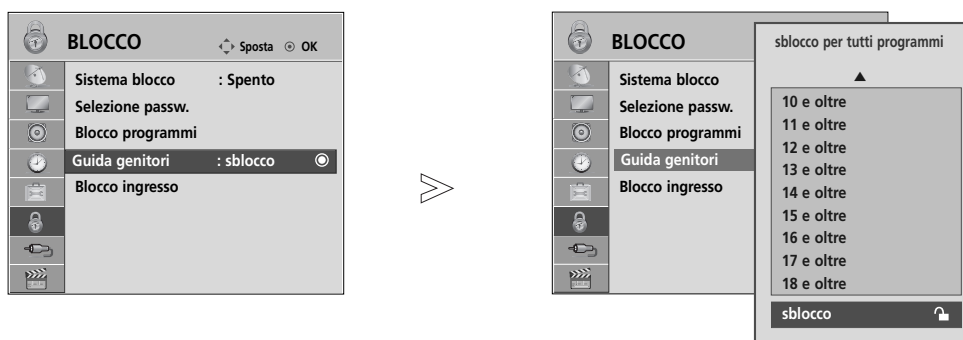 BLOCCO Sposta OK
Sistema blocco : Spento
Selezione passw.
Blocco programmi
Guida genitori : sblocco
Blocco ingresso
BLOCCO
Sistema blocco
Selezione passw.
Blocco programmi
Guida genitori
Blocco ingresso
sblocco per tutti programmi
10 e oltre
11 e oltre
12 e oltre
13 e oltre
14 e oltre
15 e oltre
16 e oltre
17 e oltre
18 e oltre
sblocco